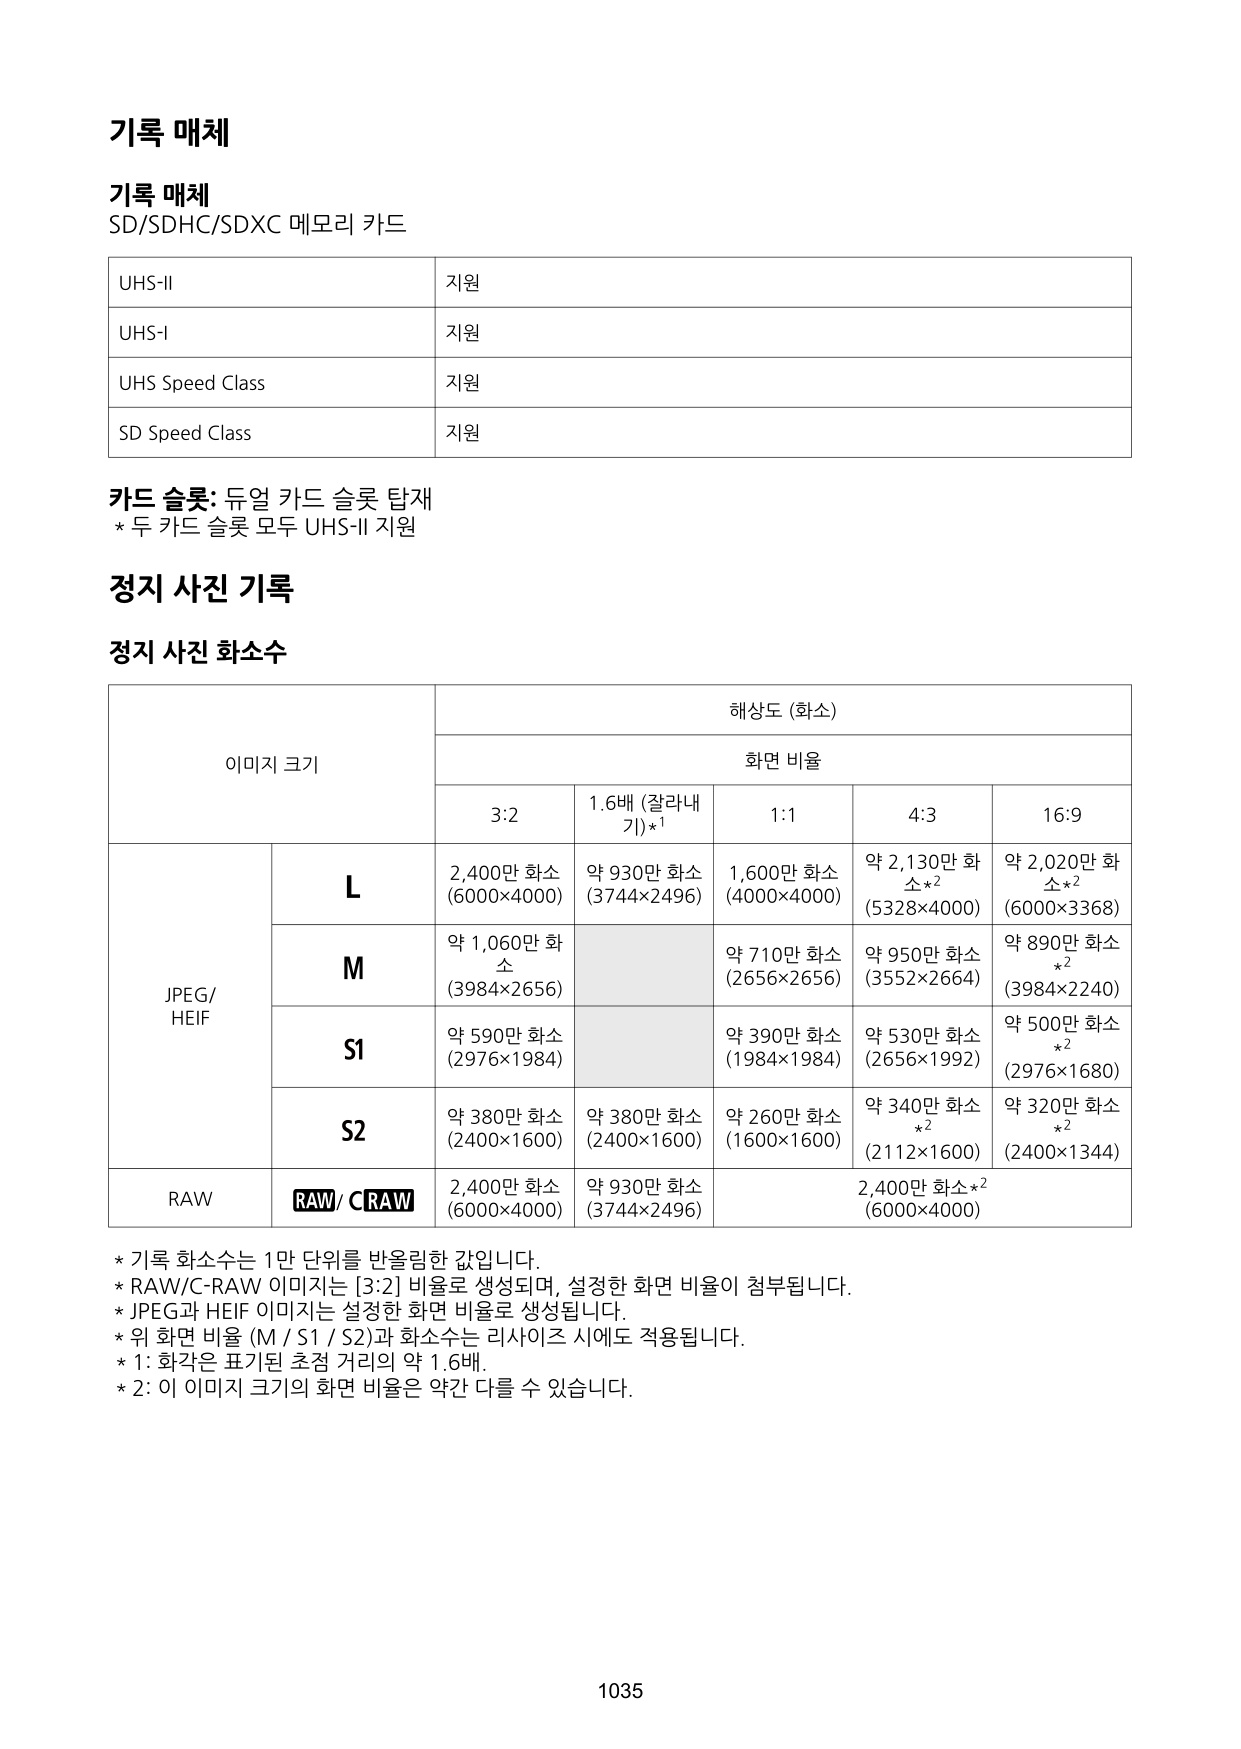 기록 매체
기록 매체
SD/SDHC/SDXC 메모리 카드
UHS-II 지원
UHS-I 지원
UHS Speed Class 지원
SD Speed Class 지원
카드 슬롯: 듀얼 카드 슬롯 탑재
* 두 카드 슬롯 모두 UHS-II 지원
정지 사진 기록
정지 사진 화소수
이미지 크기
해상도 (화소)
화면 비율
3:2
1.6배 (잘라내
기)*1
1:1
4:3
16:9
JPEG/
HEIF
L
2,400만 화소
(6000×4000)
약 930만 화소
(3744×2496)
1,600만 화소
(4000×4000)
약 2,130만 화
소*2
(5328×4000)
약 2,020만 화
소*2
(6000×3368)
M
약 1,060만 화
소
(3984×2656)
약 710만 화소
(2656×2656)
약 950만 화소
(3552×2664)
약 890만 화소
*2
(3984×2240)
S1
약 590만 화소
(2976×1984)
약 390만 화소
(1984×1984)
약 530만 화소
(2656×1992)
약 500만 화소
*2
(2976×1680)
S2
약 380만 화소
(2400×1600)
약 380만 화소
(2400×1600)
약 260만 화소
(1600×1600)
약 340만 화소
*2
(2112×1600)
약 320만 화소
*2
(2400×1344)
RAW
RAW/ CRAW
2,400만 화소
(6000×4000)
약 930만 화소
(3744×2496)
2,400만 화소*2
(6000×4000)
* 기록 화소수는 1만 단위를 반올림한 값입니다.
* RAW/C-RAW 이미지는 [3:2] 비율로 생성되며, 설정한 화면 비율이 첨부됩니다.
* JPEG과 HEIF 이미지는 설정한 화면 비율로 생성됩니다.
* 위 화면 비율 (M / S1 / S2)과 화소수는 리사이즈 시에도 적용됩니다.
* 1: 화각은 표기된 초점 거리의 약 1.6배.
* 2: 이 이미지 크기의 화면 비율은 약간 다를 수 있습니다.
1035